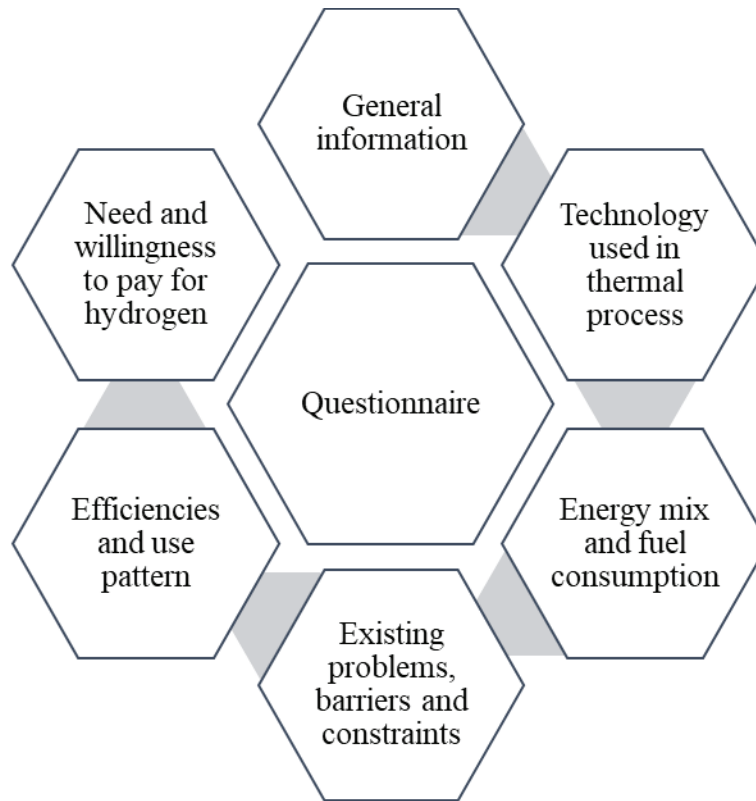 General
information
Technology
used in
thermal
process
Energy mix
and fuel
consumption
Existing
problems,
barriers and
constraints
Efficiencies
and use
pattern
Need and
willingness
to pay for
hydrogen
Questionnaire